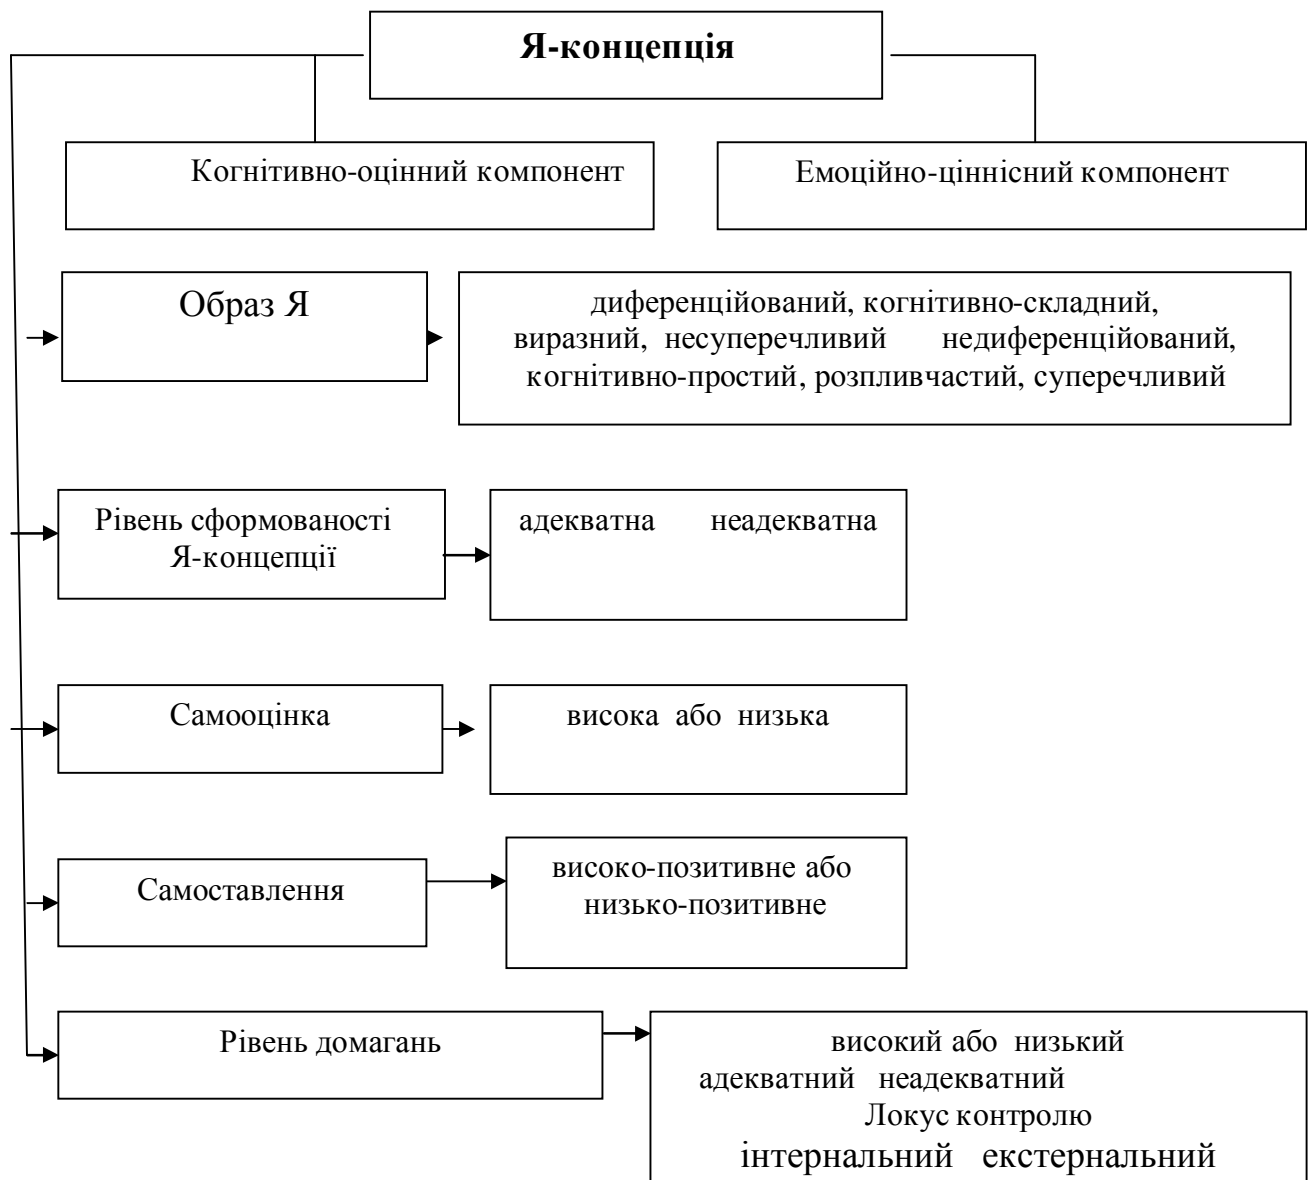 Я-концепція
Когнітивно-оцінний компонент
Емоційно-ціннісний компонент
Образ Я
диференційований, когнітивно-складний,
виразний, несуперечливий недиференційований,
когнітивно-простий, розпливчастий, суперечливий
Рівень сформованості
Я-концепції
адекватна неадекватна
Самооцінка
висока або низька
Самоставлення
високо-позитивне або
низько-позитивне
Рівень домагань
високий або низький
адекватний неадекватний
Локус контролю
інтернальний екстернальний